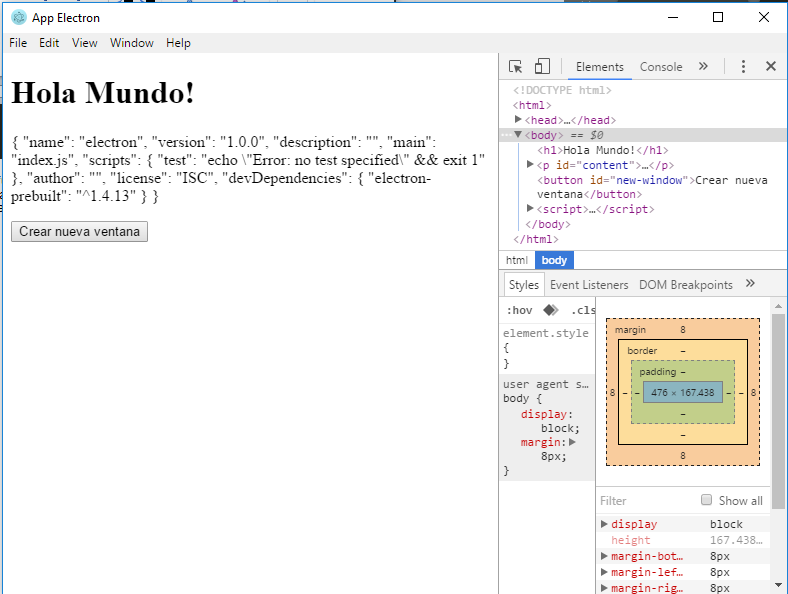 App Electron
File Edit View Window Help
Hola Mundo!
{ "name": "electron", "version": "1.0.0", "description": "", "main":
"index.js", "scripts": { "test": "echo \"Error: no test specified\" && exit 1"
}, "author": "", "license": "ISC", "devDependencies": { "electron-
prebuilt": "^1.4.13" } }
Crear nueva ventana
Elements Console »
<!DOCTYPE html>
<html>
<head>…</head>
<body> == $0
<h1>Hola Mundo!</h1>
<p id="content">…</p>
<button id="new-window">Crear nueva
ventana</button>
<script>…</script>
</body>
</html>
html body
Styles Event Listeners DOM Breakpoints »
:hov .cls
element.style
{
}
user agent s…
body {
display:
block;
margin:
8px;
}
margin 8
border –
padding –
8 – – 476 × 167.438 – – 8
–
–
8
Filter Show all
display block
height 167.438…
margin-bot… 8px
margin-lef… 8px
margin-rig… 8px